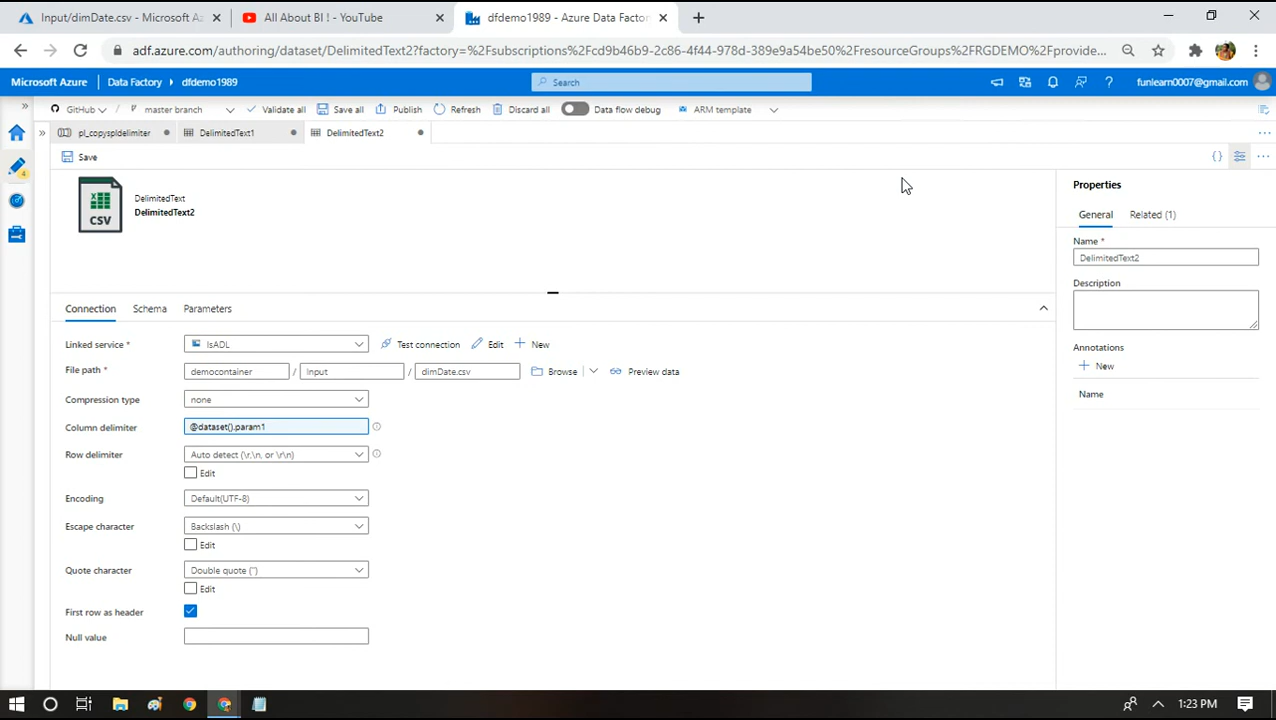 Input/dimDate.csv - Microsoft Az
All About BI ! - YouTube
dfdemo1989 - Azure Data Factory
adf.azure.com/authoring/dataset/DelimitedText2?factory=%2Fsubscriptions%2Fcd9b46b9-2c86-4f44-978d-389e9a54be50%2FresourceGroups%2FRGDEMO%2Fprovide...
Microsoft Azure Data Factory dfdemo1989
Search
funlearn0007@gmail.com
GitHub master branch Validate all Save all Publish Refresh Discard all Data flow debug ARM template
pl_copyspldelimiter DelimitedText1 DelimitedText2
4
Save
{}
CSV
DelimitedText
DelimitedText2
Properties
General Related (1)
Name *
DelimitedText2
Description
Annotations
New
Name
Connection Schema Parameters
Linked service * lsADL Test connection Edit New
File path * democontainer / Input / dimDate.csv Browse Preview data
Compression type none
Column delimiter @dataset().param1
Row delimiter Auto detect (\r,\n, or \r\n)
Edit
Encoding Default(UTF-8)
Escape character Backslash (\)
Edit
Quote character Double quote (")
Edit
First row as header
Null value
1:23 PM